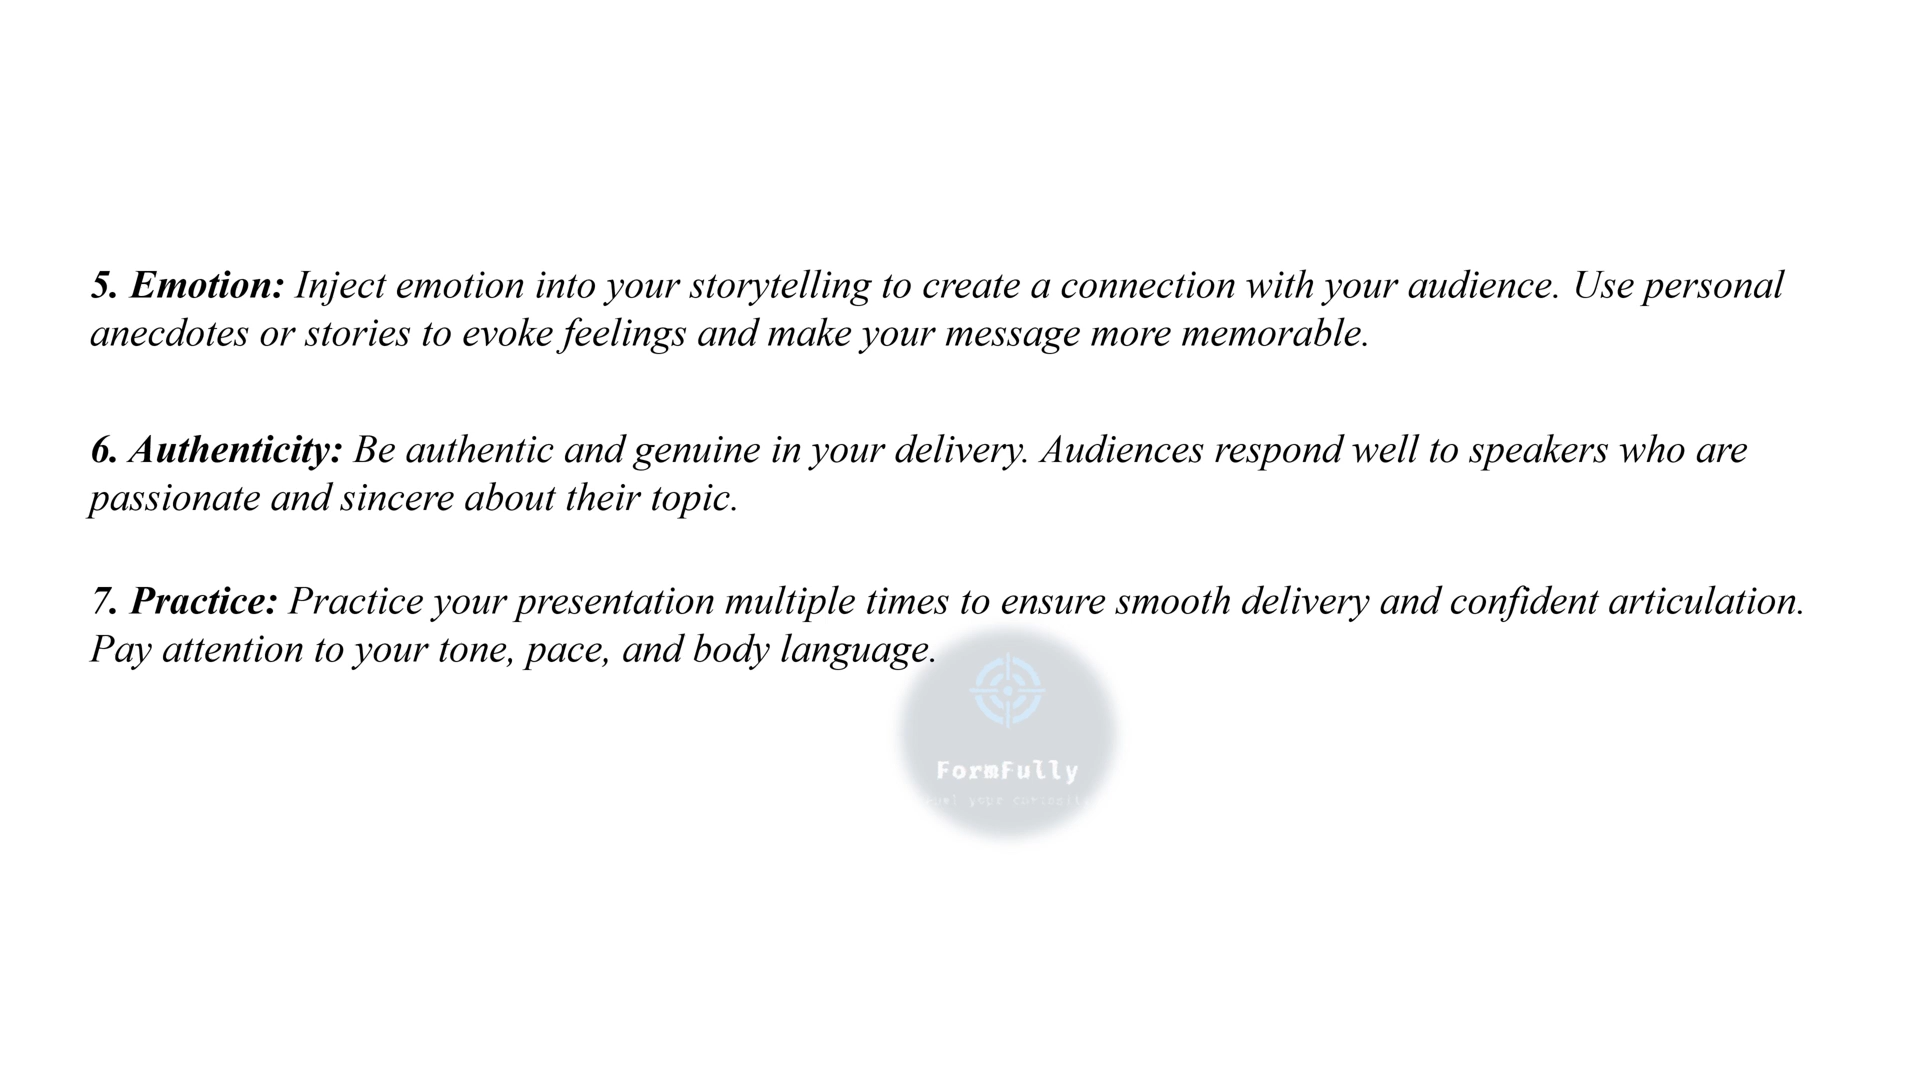 5. Emotion: Inject emotion into your storytelling to create a connection with your audience. Use personal
anecdotes or stories to evoke feelings and make your message more memorable.
6. Authenticity: Be authentic and genuine in your delivery. Audiences respond well to speakers who are
passionate and sincere about their topic.
7. Practice: Practice your presentation multiple times to ensure smooth delivery and confident articulation.
Pay attention to your tone, pace, and body language.
FormFully
your